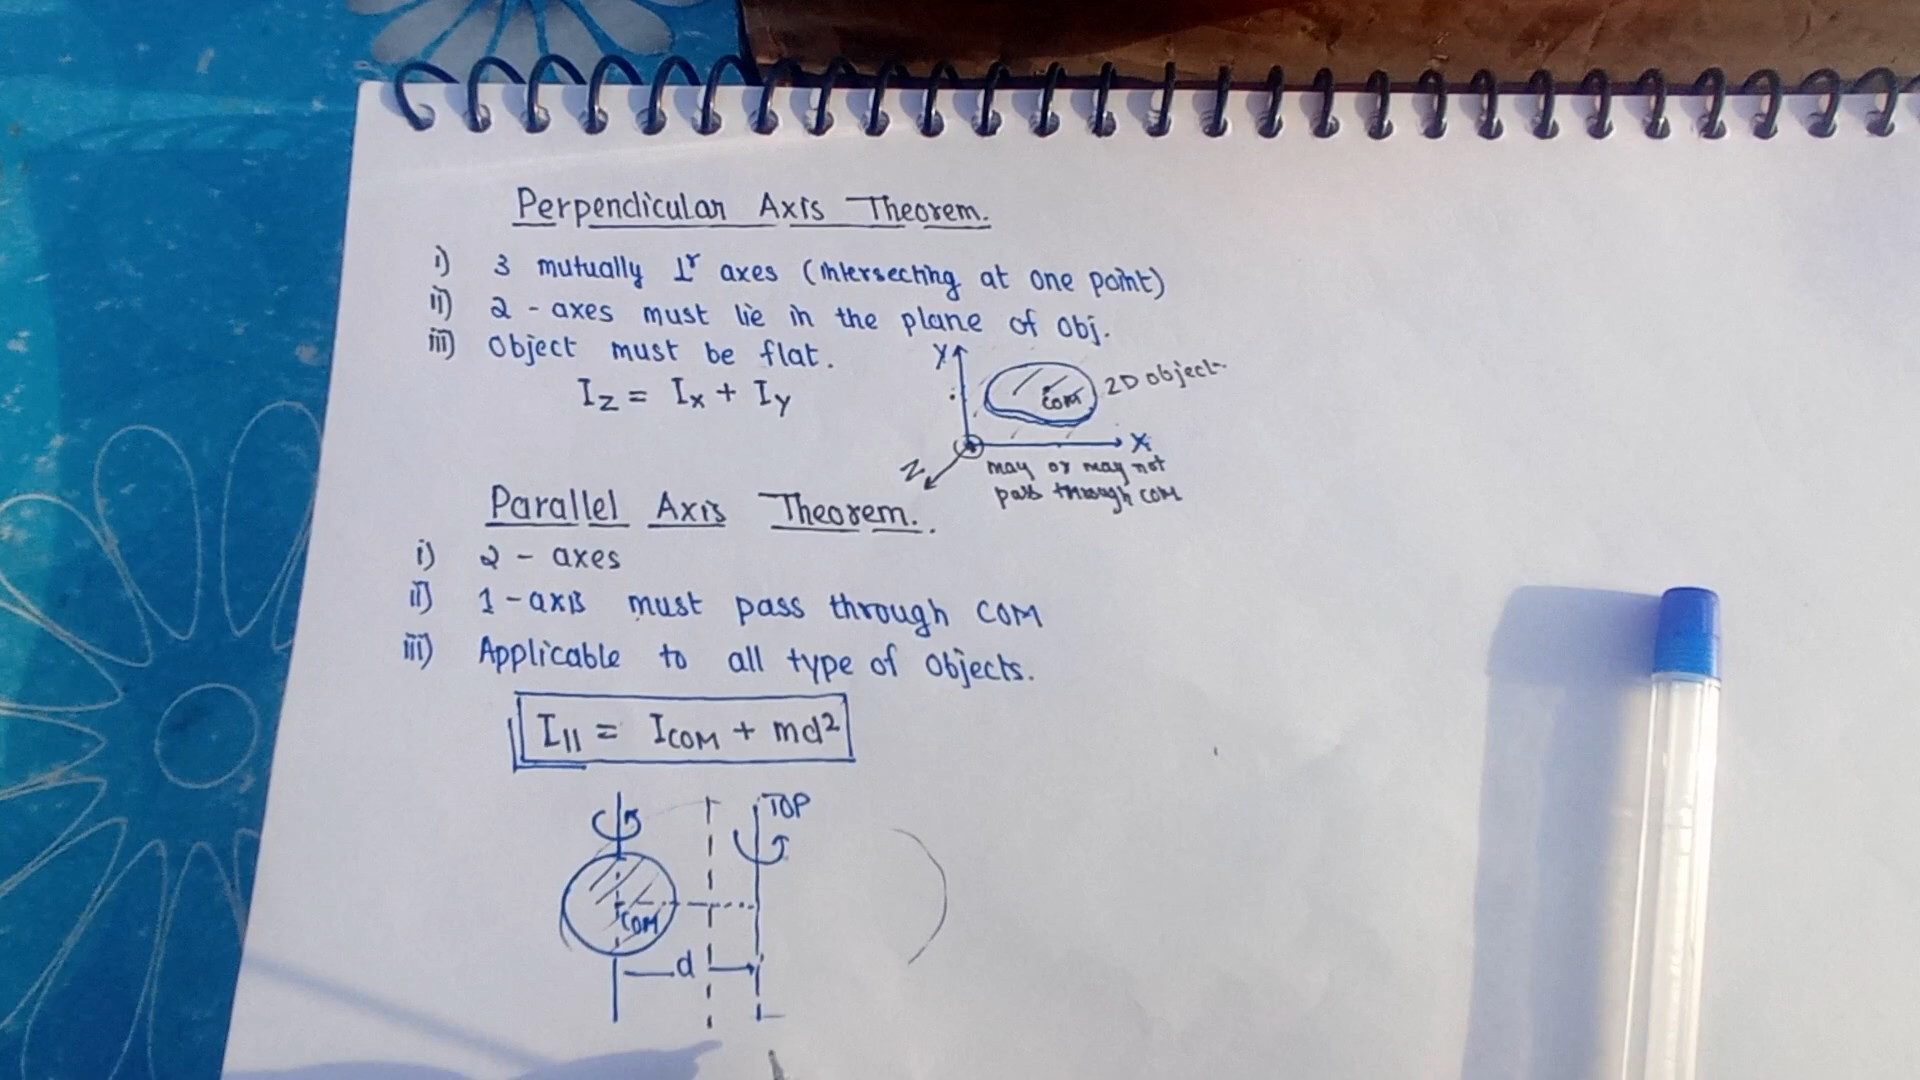 Perpendicular Axis Theorem.
i) 3 mutually ⊥r axes (intersecting at one point)
ii) 2 - axes must lie in the plane of Obj.
iii) Object must be flat.
Iz = Ix + Iy
Y
COM
2D object
X
Z
may or may not
pass through COM
Parallel Axis Theorem.
i) 2 - axes
ii) 1 - axis must pass through COM
iii) Applicable to all type of Objects.
I|| = ICOM + md²
TOP
COM
d